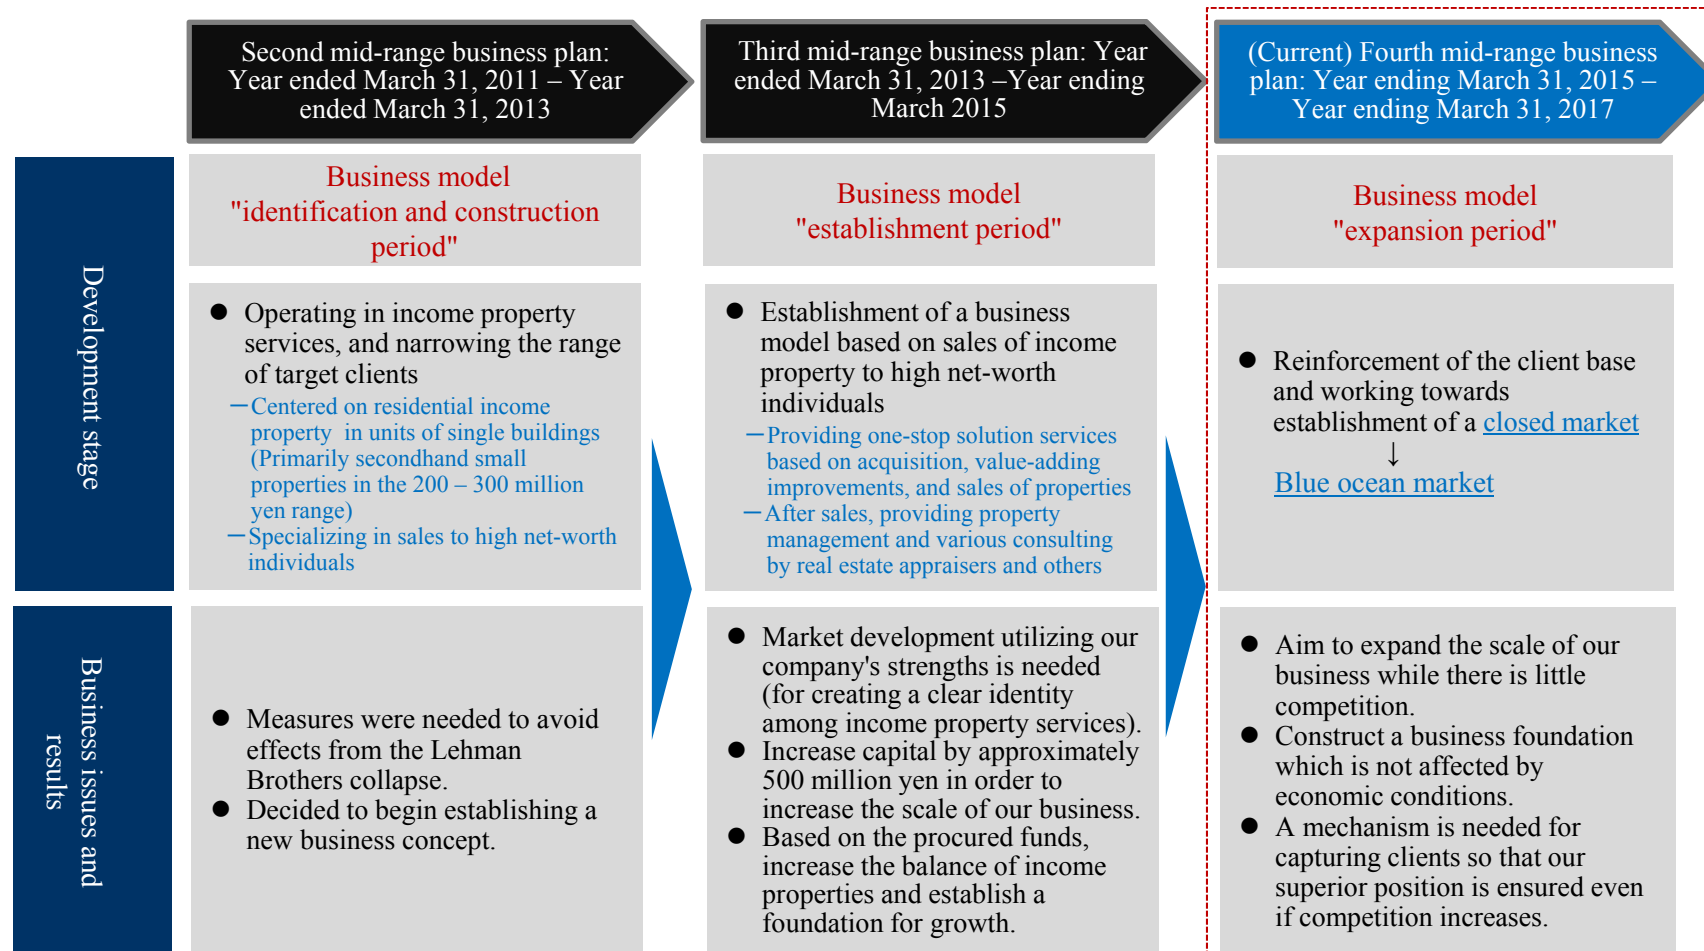 Second mid-range business plan:
Year ended March 31, 2011 – Year
ended March 31, 2013
Third mid-range business plan: Year
ended March 31, 2013 –Year ending
March 2015
(Current) Fourth mid-range business
plan: Year ending March 31, 2015 –
Year ending March 31, 2017
Development stage
Business model
"identification and construction
period"
Business model
"establishment period"
Business model
"expansion period"
● Operating in income property
services, and narrowing the range
of target clients
－Centered on residential income
property in units of single buildings
(Primarily secondhand small
properties in the 200 – 300 million
yen range)
－Specializing in sales to high net-worth
individuals
● Establishment of a business
model based on sales of income
property to high net-worth
individuals
－Providing one-stop solution services
based on acquisition, value-adding
improvements, and sales of properties
－After sales, providing property
management and various consulting
by real estate appraisers and others
● Reinforcement of the client base
and working towards
establishment of a closed market
↓
Blue ocean market
Business issues and
results
● Measures were needed to avoid
effects from the Lehman
Brothers collapse.
● Decided to begin establishing a
new business concept.
● Market development utilizing our
company's strengths is needed
(for creating a clear identity
among income property services).
● Increase capital by approximately
500 million yen in order to
increase the scale of our business.
● Based on the procured funds,
increase the balance of income
properties and establish a
foundation for growth.
● Aim to expand the scale of our
business while there is little
competition.
● Construct a business foundation
which is not affected by
economic conditions.
● A mechanism is needed for
capturing clients so that our
superior position is ensured even
if competition increases.